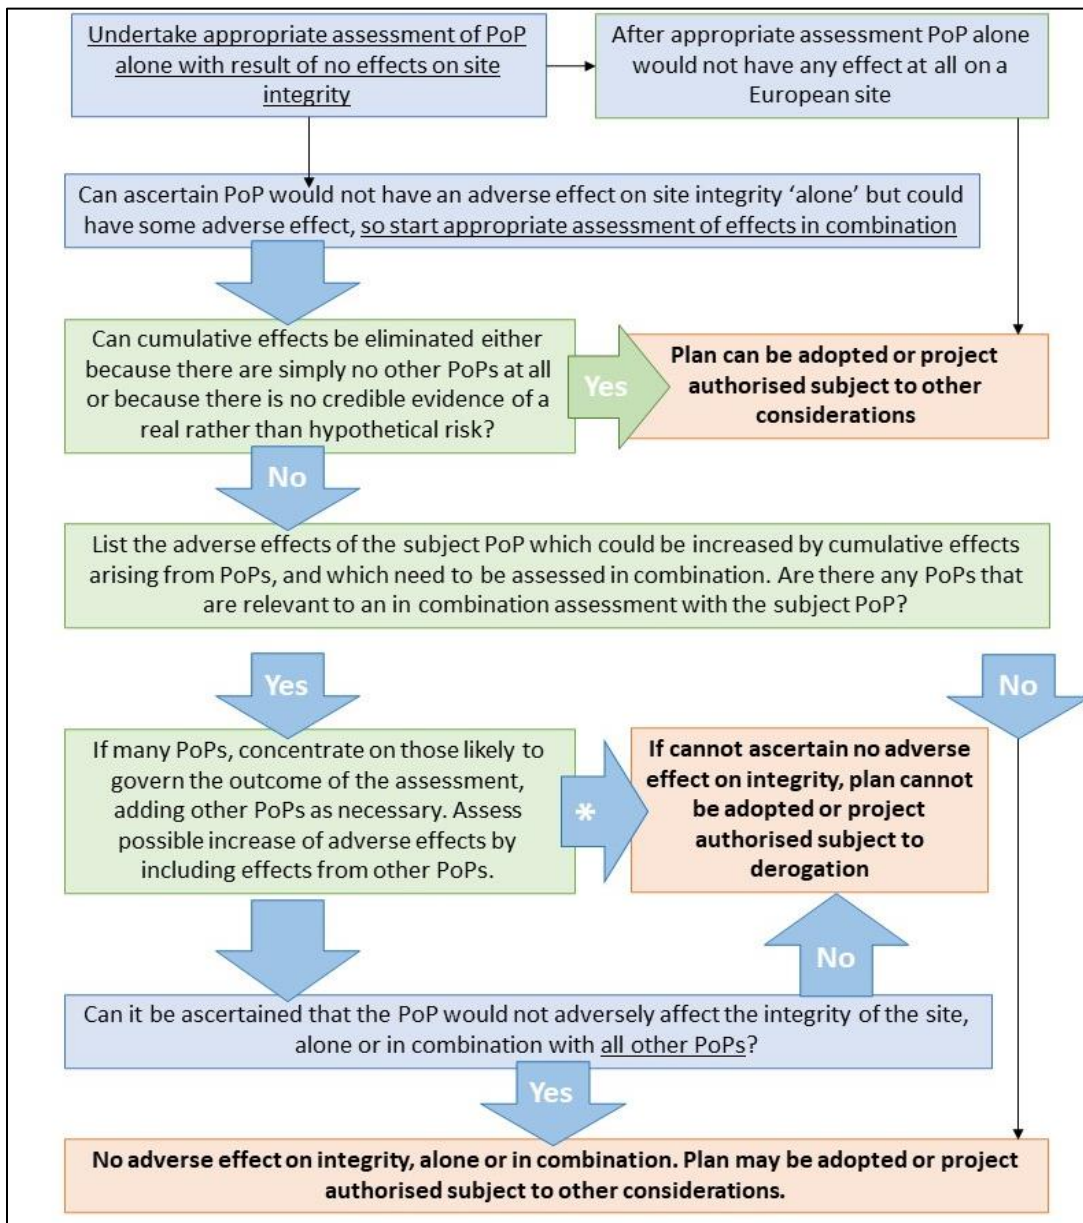 Undertake appropriate assessment of PoP
alone with result of no effects on site
integrity
After appropriate assessment PoP alone
would not have any effect at all on a
European site
Can ascertain PoP would not have an adverse effect on site integrity ‘alone’ but could
have some adverse effect, so start appropriate assessment of effects in combination
Can cumulative effects be eliminated either
because there are simply no other PoPs at all
or because there is no credible evidence of a
real rather than hypothetical risk?
Yes
Plan can be adopted or project
authorised subject to other
considerations
No
List the adverse effects of the subject PoP which could be increased by cumulative effects
arising from PoPs, and which need to be assessed in combination. Are there any PoPs that
are relevant to an in combination assessment with the subject PoP?
Yes
No
If many PoPs, concentrate on those likely to
govern the outcome of the assessment,
adding other PoPs as necessary. Assess
possible increase of adverse effects by
including effects from other PoPs.
*
If cannot ascertain no adverse
effect on integrity, plan cannot
be adopted or project
authorised subject to
derogation
No
Can it be ascertained that the PoP would not adversely affect the integrity of the site,
alone or in combination with all other PoPs?
Yes
No adverse effect on integrity, alone or in combination. Plan may be adopted or project
authorised subject to other considerations.